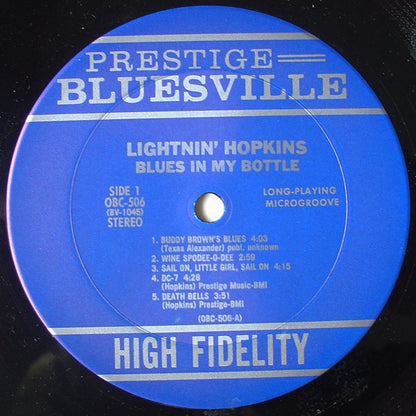 PRESTIGE
BLUESVILLE
LIGHTNIN' HOPKINS
BLUES IN MY BOTTLE
SIDE 1
OBC-506
(BV-1045)
STEREO
LONG-PLAYING
MICROGROOVE
1. BUDDY BROWN'S BLUES 4:03
(Texas Alexander) publ. unknown
2. WINE SPODEE-O-DEE 2:59
3. SAIL ON, LITTLE GIRL, SAIL ON 4:15
4. DC-7 4:28
(Hopkins) Prestige Music-BMI
5. DEATH BELLS 3:51
(Hopkins) Prestige-BMI
(OBC-506-A)
HIGH FIDELITY